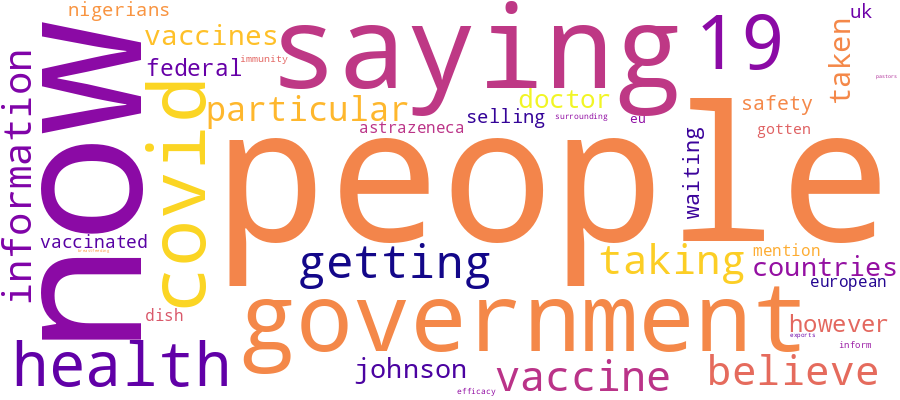 nigerians
vaccines
saying
19
uk
taken
federal
immunity
pastors
now
covid
particular
doctor
safety
selling
surrounding
eu
astrazeneca
gotten
information
people
waiting
vaccinated
getting
taking
mention
countries
european
government
dish
however
exports
inform
health
johnson
vaccine
believe
efficacy